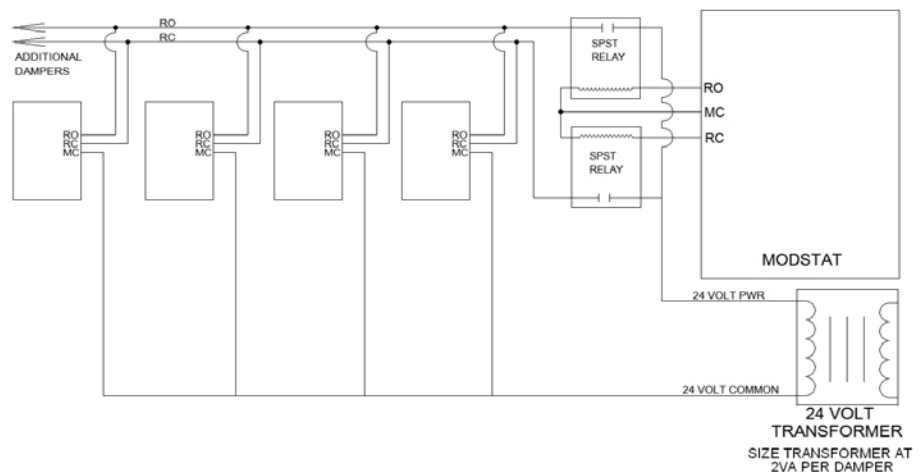 RO
RC
ADDITIONAL
DAMPERS
SPST
RELAY
RO
MC
RC
RO
RC
MC
RO
RC
MC
RO
RC
MC
RO
RC
MC
SPST
RELAY
MODSTAT
24 VOLT PWR
24 VOLT COMMON
24 VOLT
TRANSFORMER
SIZE TRANSFORMER AT
2VA PER DAMPER